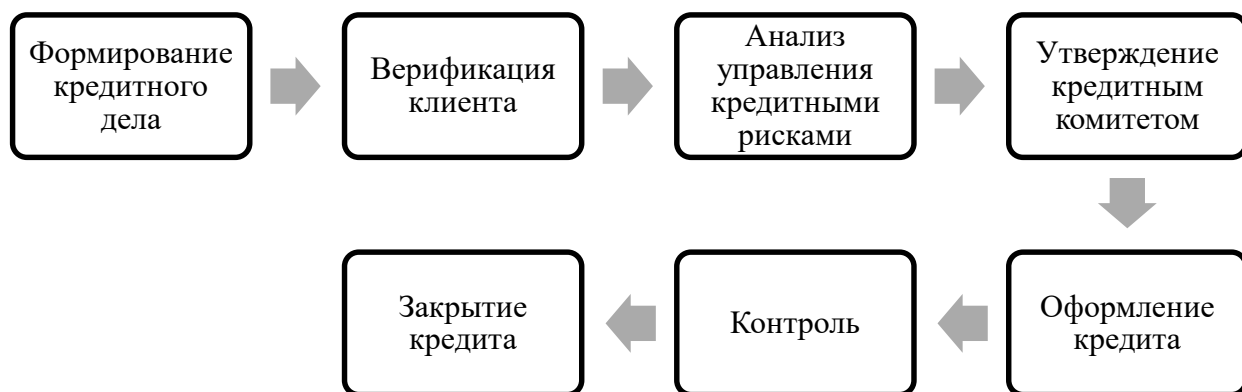 Формирование
кредитного
дела
Верификация
клиента
Анализ
управления
кредитными
рисками
Утверждение
кредитным
комитетом
Оформление
кредита
Контроль
Закрытие
кредита